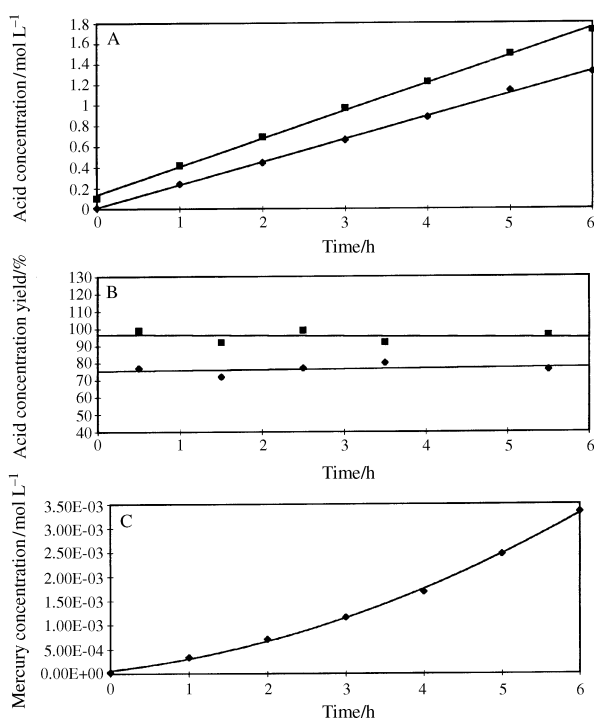 Acid concentration/mol L⁻¹
A
1.8
1.6
1.4
1.2
1
0.8
0.6
0.4
0.2
0
0 1 2 3 4 5 6
Time/h
Acid concentration yield/%
B
130
120
110
100
90
80
70
60
50
40
0 1 2 3 4 5 6
Time/h
Mercury concentration/mol L⁻¹
C
3.50E-03
3.00E-03
2.50E-03
2.00E-03
1.50E-03
1.00E-03
5.00E-04
0.00E+00
0 1 2 3 4 5 6
Time/h